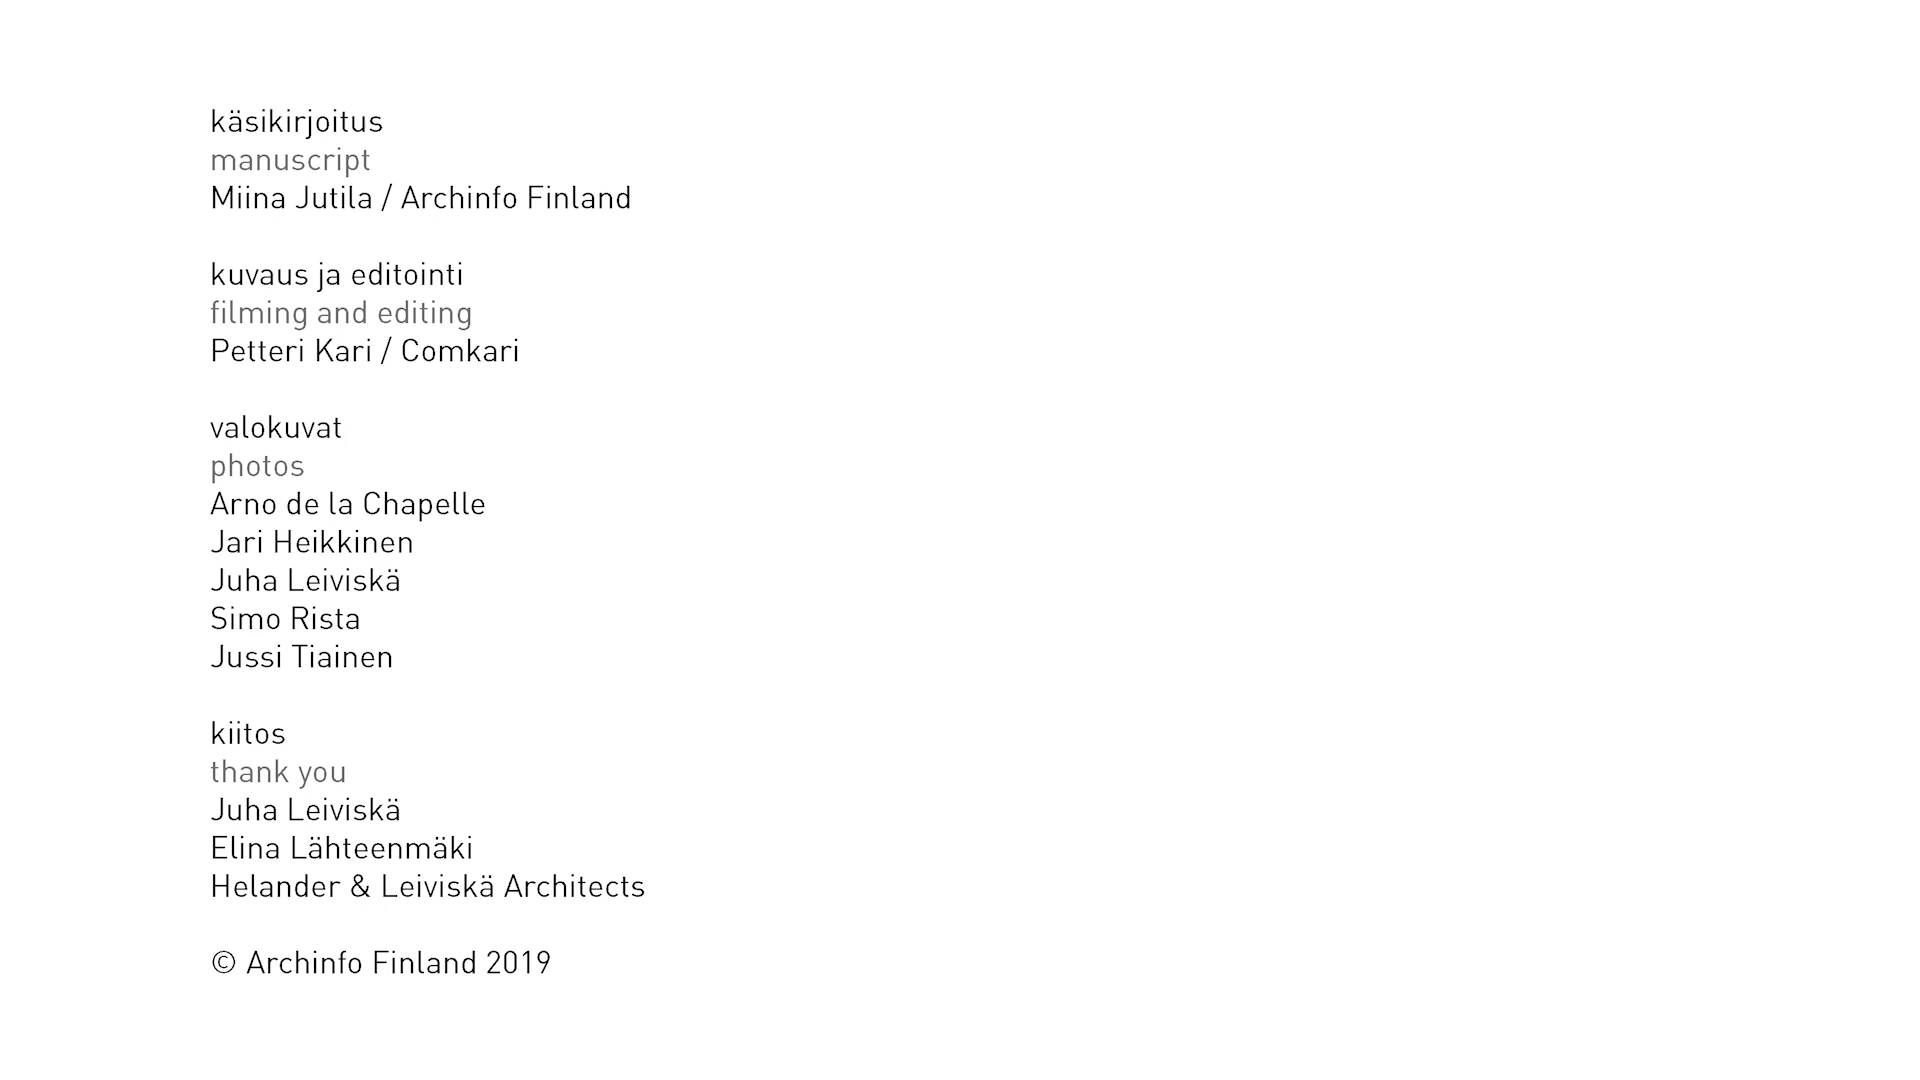 käsikirjoitus
manuscript
Miina Jutila / Archinfo Finland
kuvaus ja editointi
filming and editing
Petteri Kari / Comkari
valokuvat
photos
Arno de la Chapelle
Jari Heikkinen
Juha Leiviskä
Simo Rista
Jussi Tiainen
kiitos
thank you
Juha Leiviskä
Elina Lähteenmäki
Helander & Leiviskä Architects
© Archinfo Finland 2019